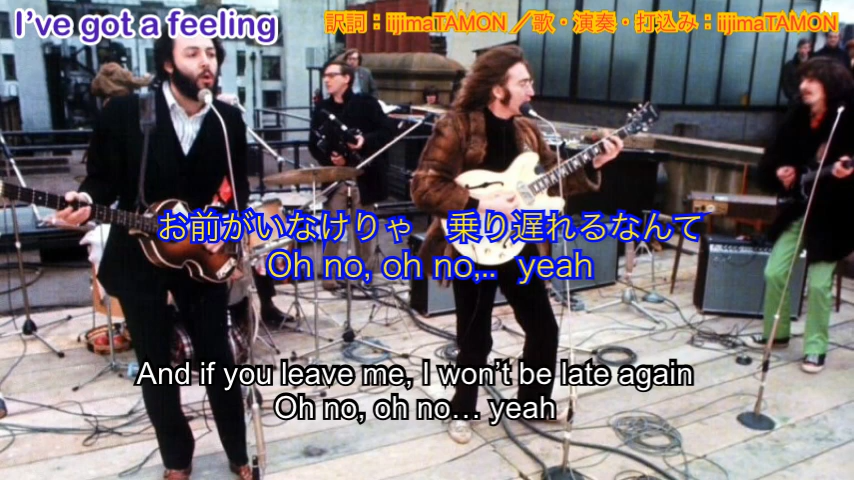 I've got a feeling
訳詞：iijimaTAMON ／歌・演奏・打込み：iijimaTAMON
お前がいなけりゃ　乗り遅れるなんて
Oh no, oh no,..  yeah
And if you leave me, I won't be late again
Oh no, oh no… yeah